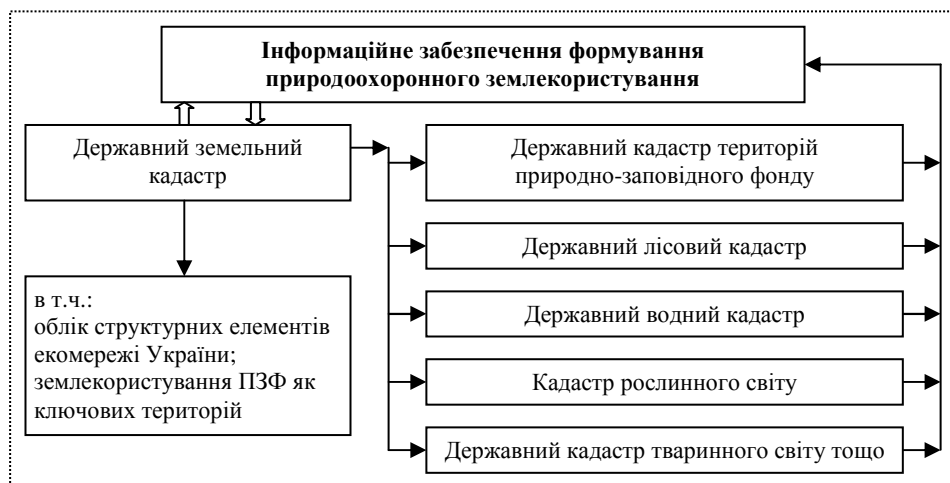 Інформаційне забезпечення формування
природоохоронного землекористування
Державний земельний
кадастр
Державний кадастр територій
природно-заповідного фонду
Державний лісовий кадастр
в т.ч.:
облік структурних елементів
екомережі України;
землекористування ПЗФ як
ключових територій
Державний водний кадастр
Кадастр рослинного світу
Державний кадастр тваринного світу тощо